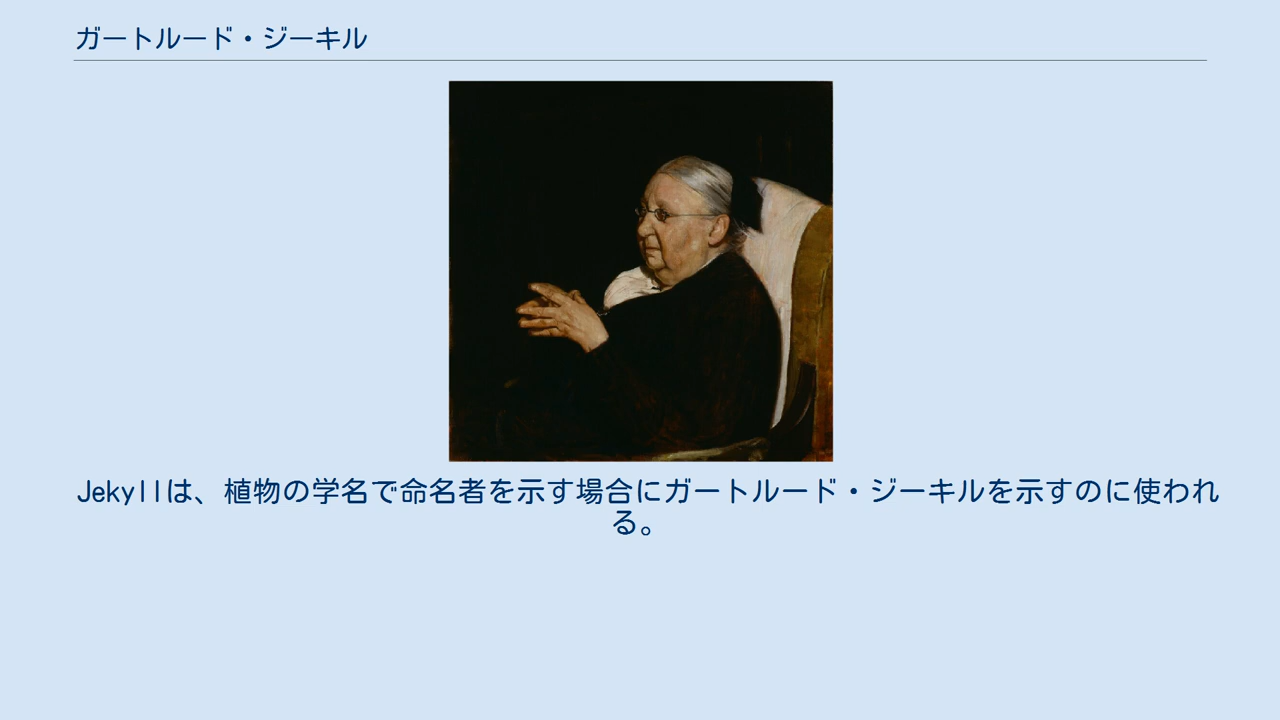 ガートルード・ジーキル
Jekyllは、植物の学名で命名者を示す場合にガートルード・ジーキルを示すのに使われ
る。